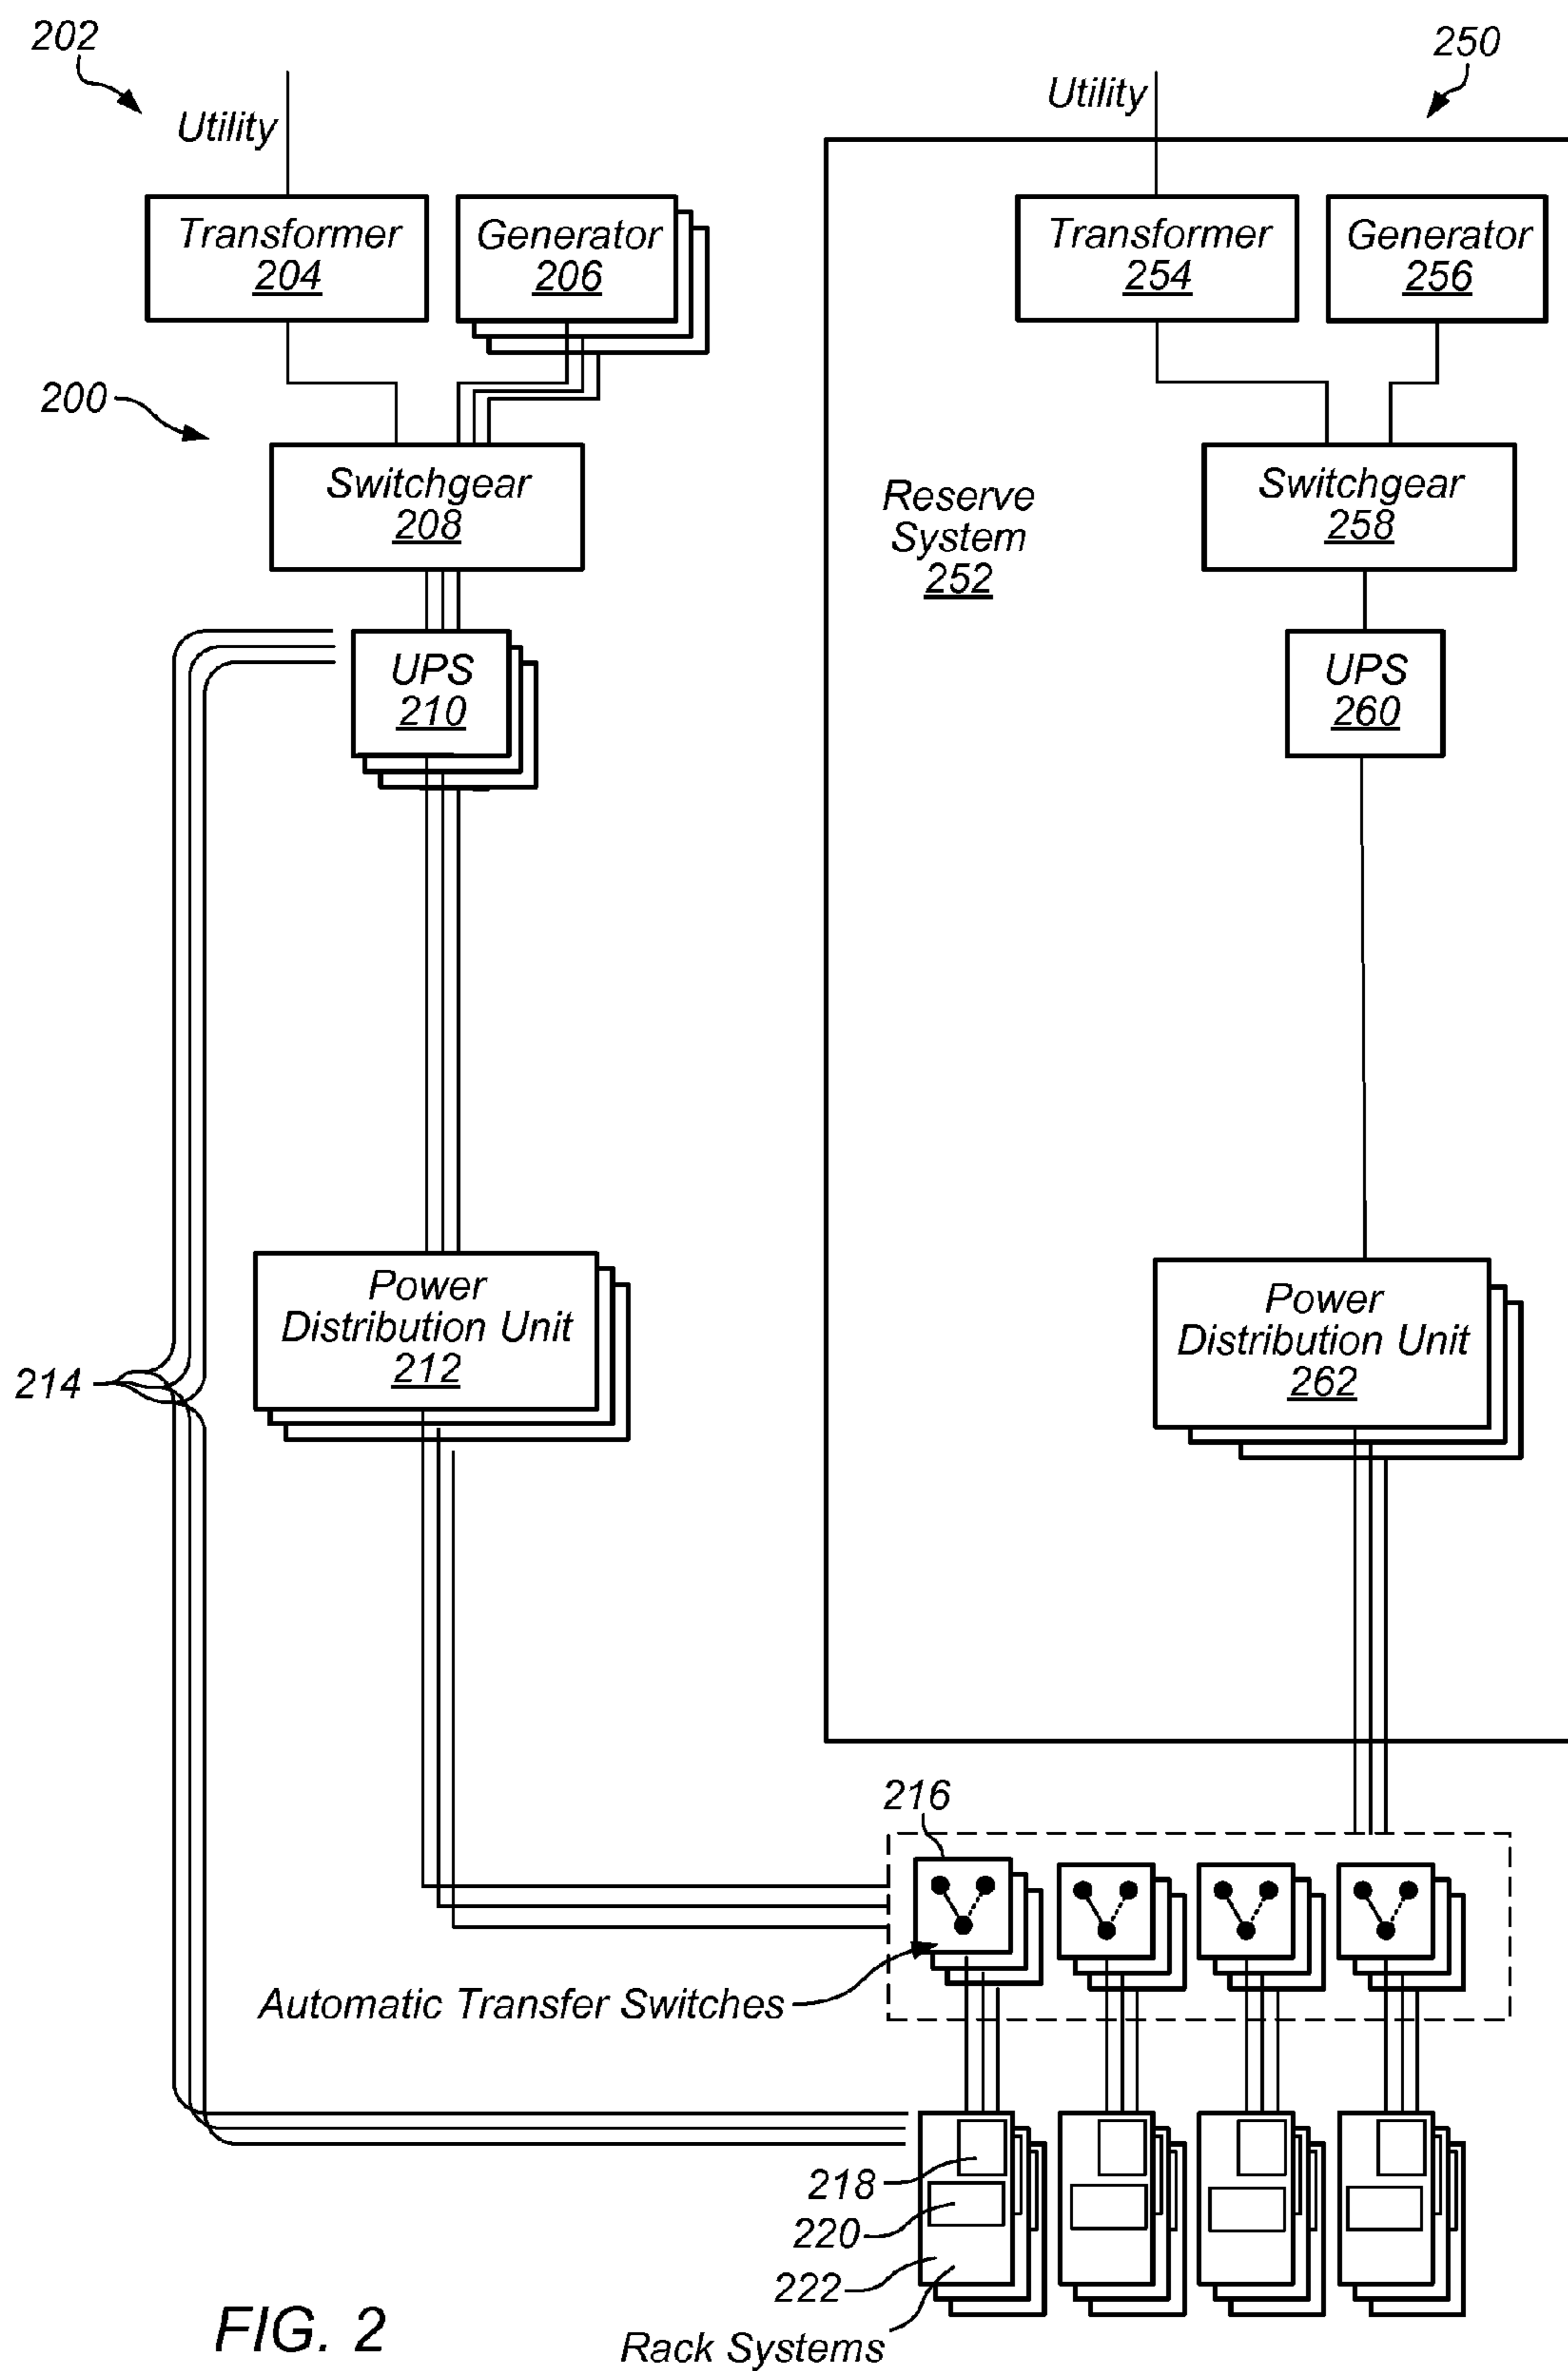 202
250
Utility
Utility
Transformer
204
Generator
206
Transformer
254
Generator
256
200
Switchgear
208
Reserve
System
252
Switchgear
258
UPS
210
UPS
260
Power
Distribution Unit
212
Power
Distribution Unit
262
214
216
Automatic Transfer Switches
218
220
222
Rack Systems
FIG. 2